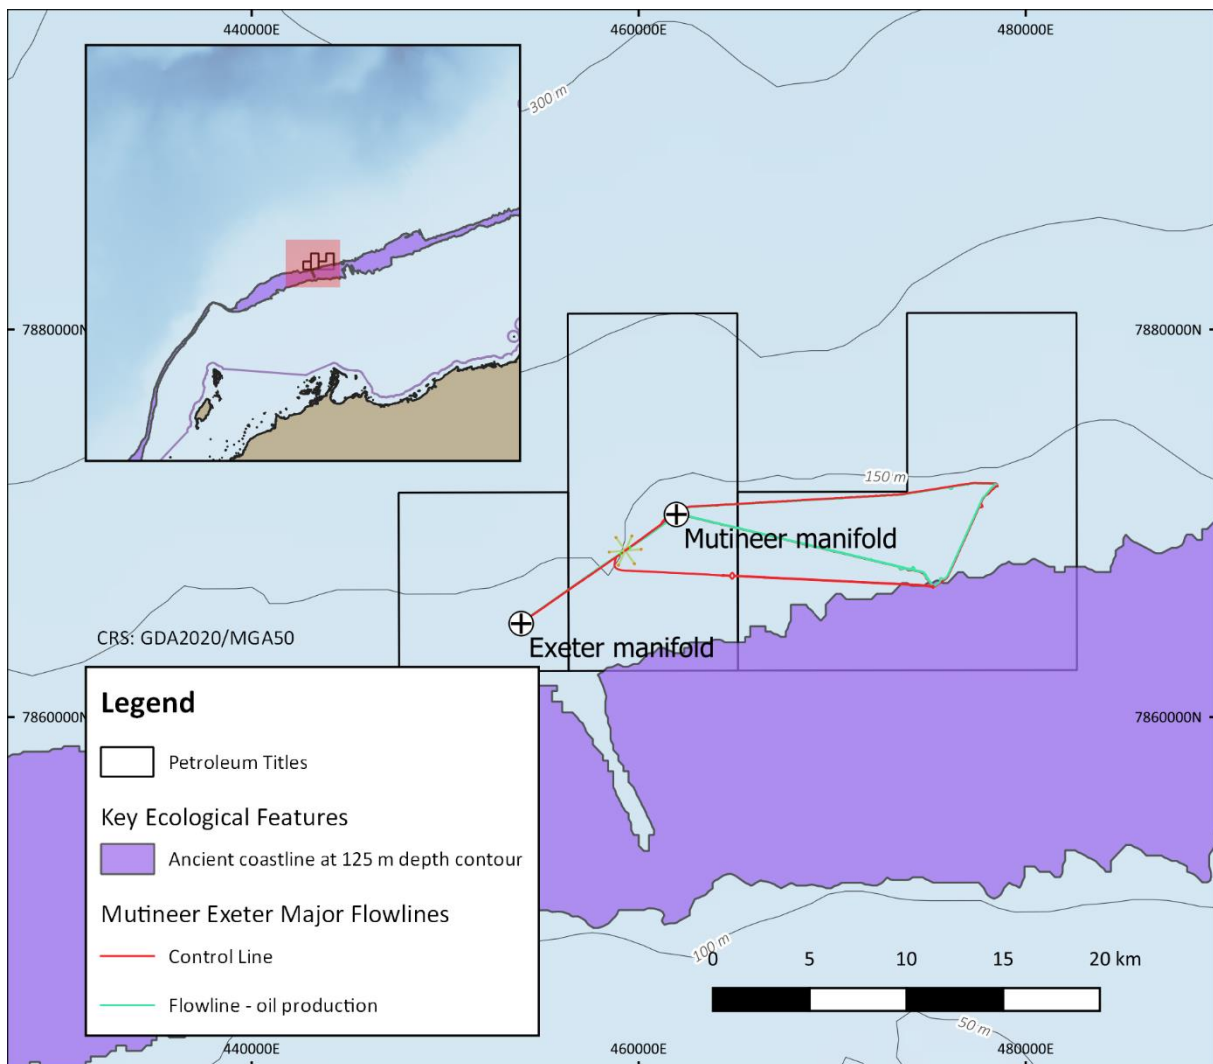 440000E
460000E
480000E
300 m
7880000N
7880000N
150 m
Mutiheer manifold
Exeter manifold
CRS: GDA2020/MGA50
Legend
Petroleum Titles
Key Ecological Features
Ancient coastline at 125 m depth contour
Mutineer Exeter Major Flowlines
Control Line
Flowline - oil production
7860000N
7860000N
100 m
0 5 10 15 20 km
50 m
440000E
460000E
480000E